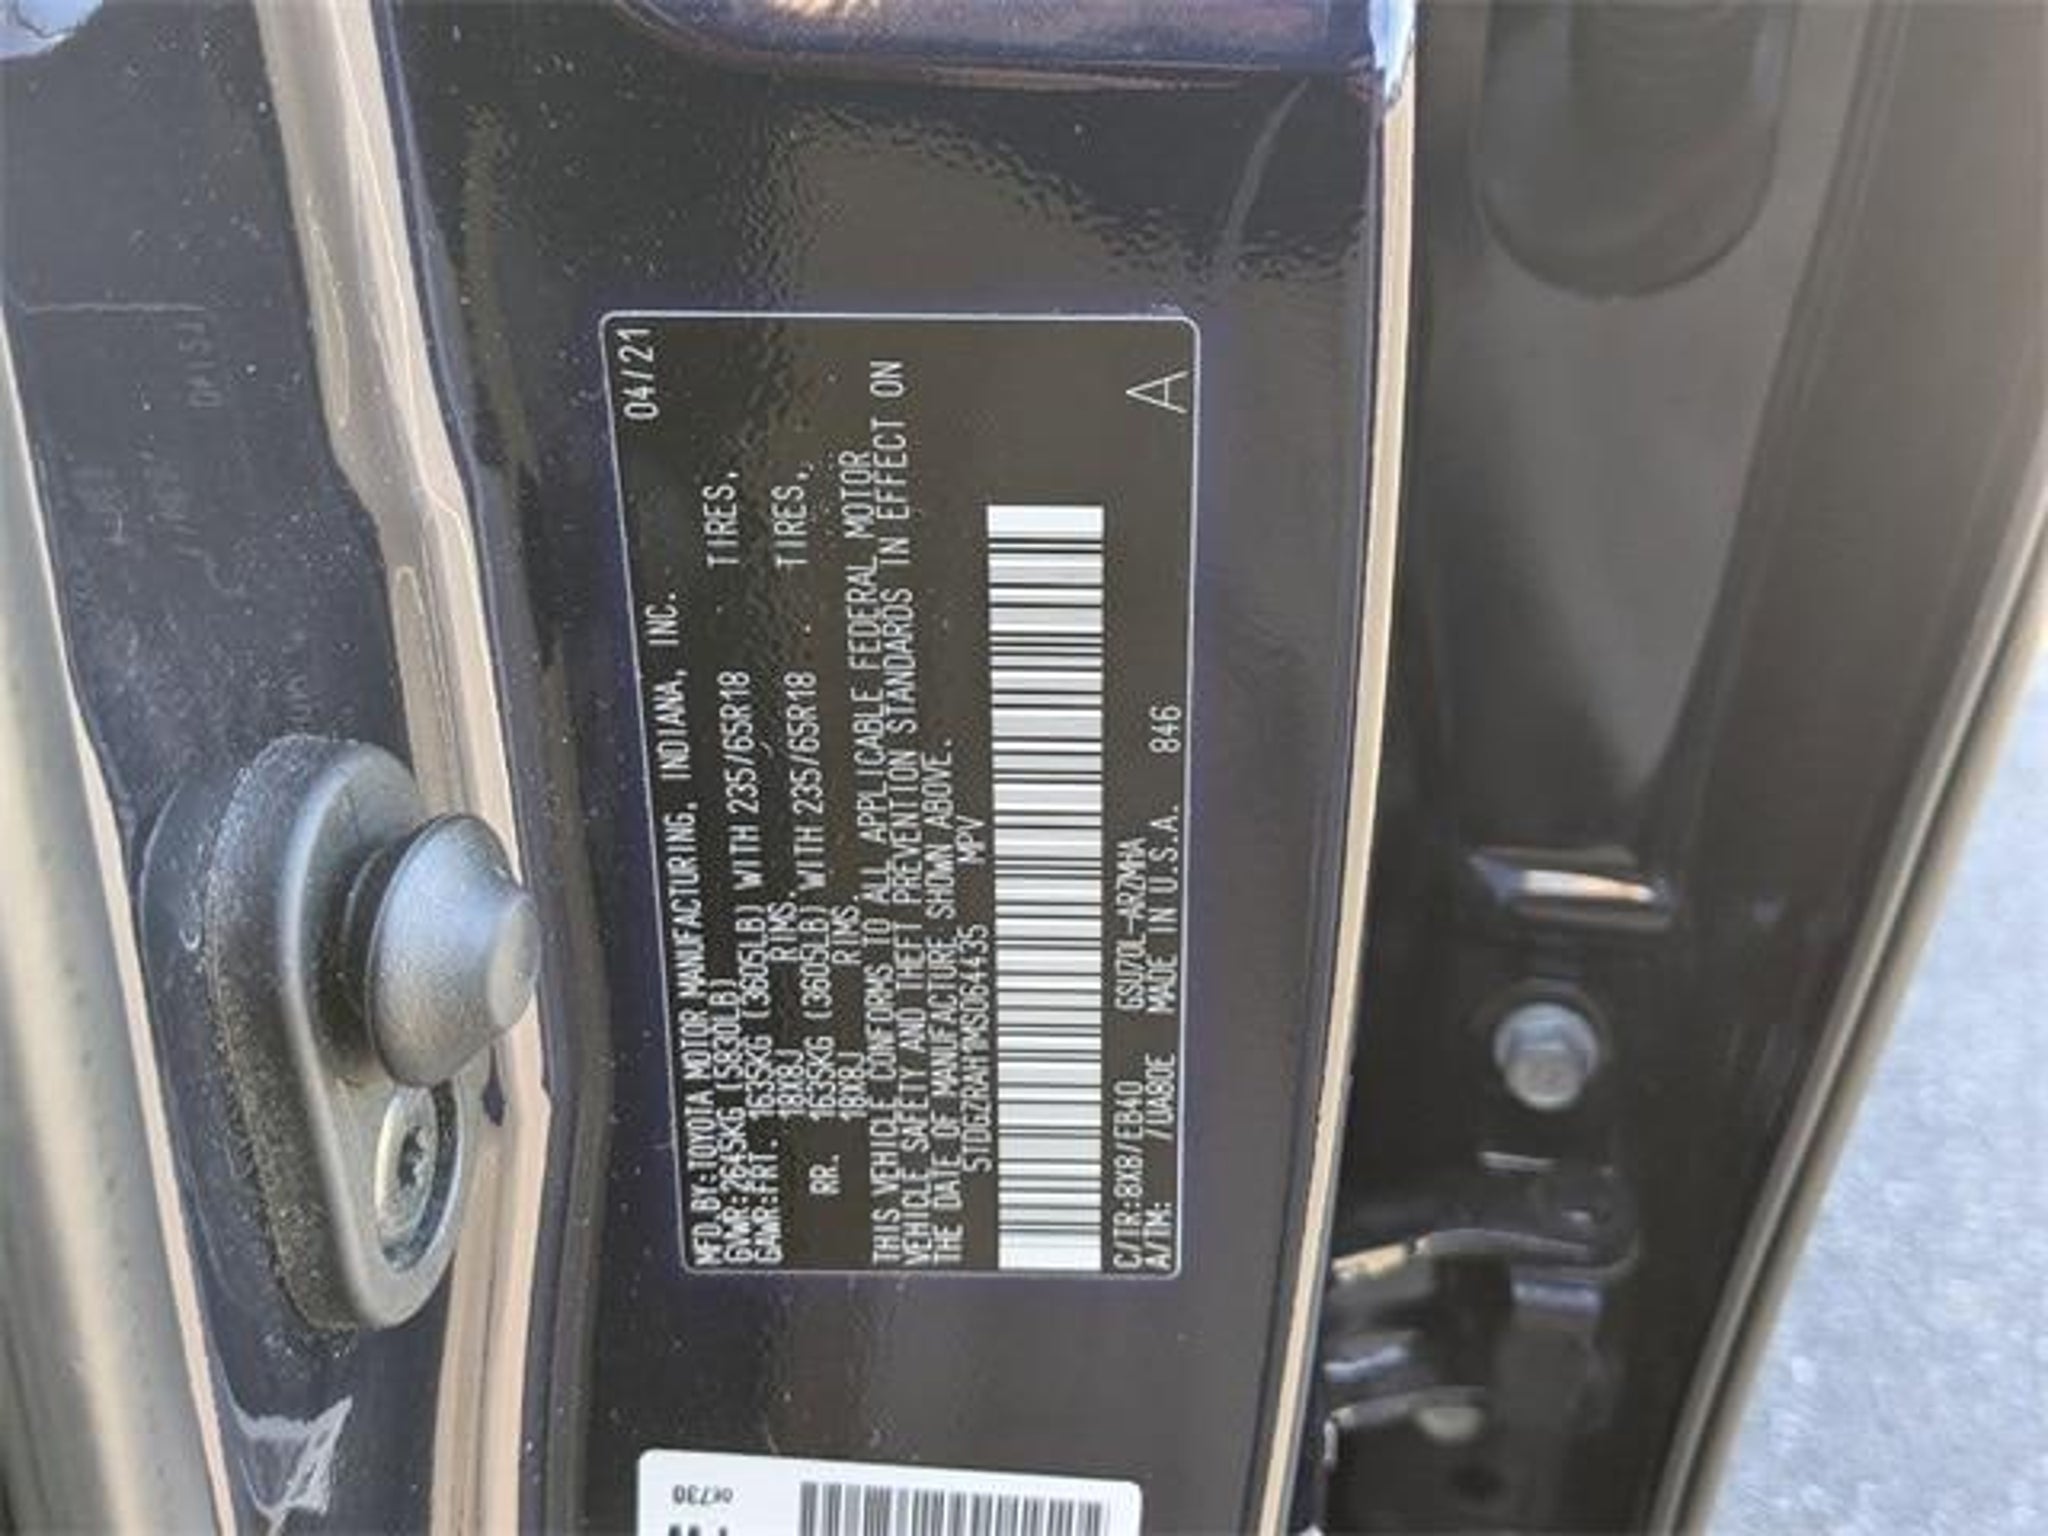 04/21
MFD.BY:TOYOTA MOTOR MANUFACTURING, INDIANA, INC.
GVWR:2645KG (5830LB)
GAWR:FRT. 1635KG (3605LB) WITH 235/65R18 TIRES,
18X8J RIMS.
RR. 1635KG (3605LB) WITH 235/65R18 TIRES,
18X8J RIMS.
THIS VEHICLE CONFORMS TO ALL APPLICABLE FEDERAL MOTOR
VEHICLE SAFETY AND THEFT PREVENTION STANDARDS IN EFFECT ON
THE DATE OF MANUFACTURE SHOWN ABOVE.
5TDGZRAH1MS064435 MPV
C/TR:8X8/EB40 GSU70L-ARZMHA
A/TM: /UA80E MADE IN U.S.A. 846
A